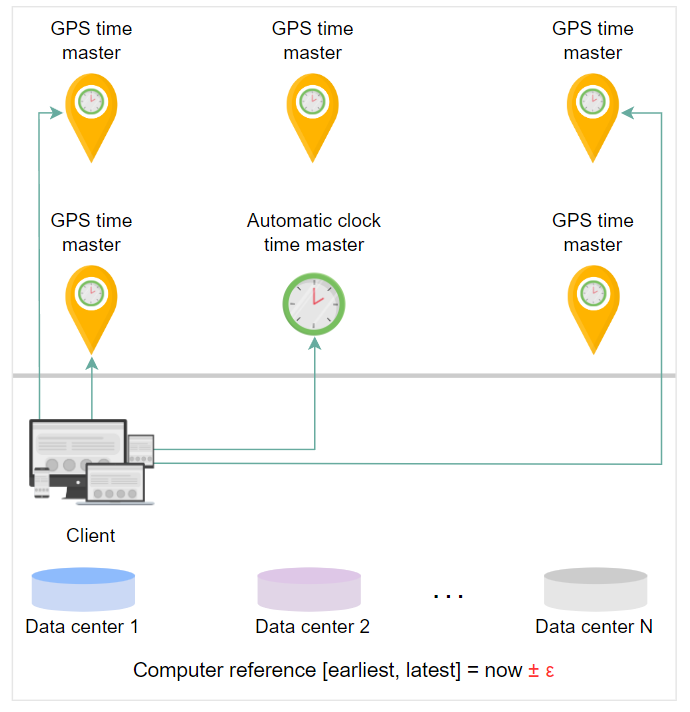 GPS time
master
GPS time
master
GPS time
master
GPS time
master
Automatic clock
time master
GPS time
master
Client
Data center 1
Data center 2
...
Data center N
Computer reference [earliest, latest] = now ± ε